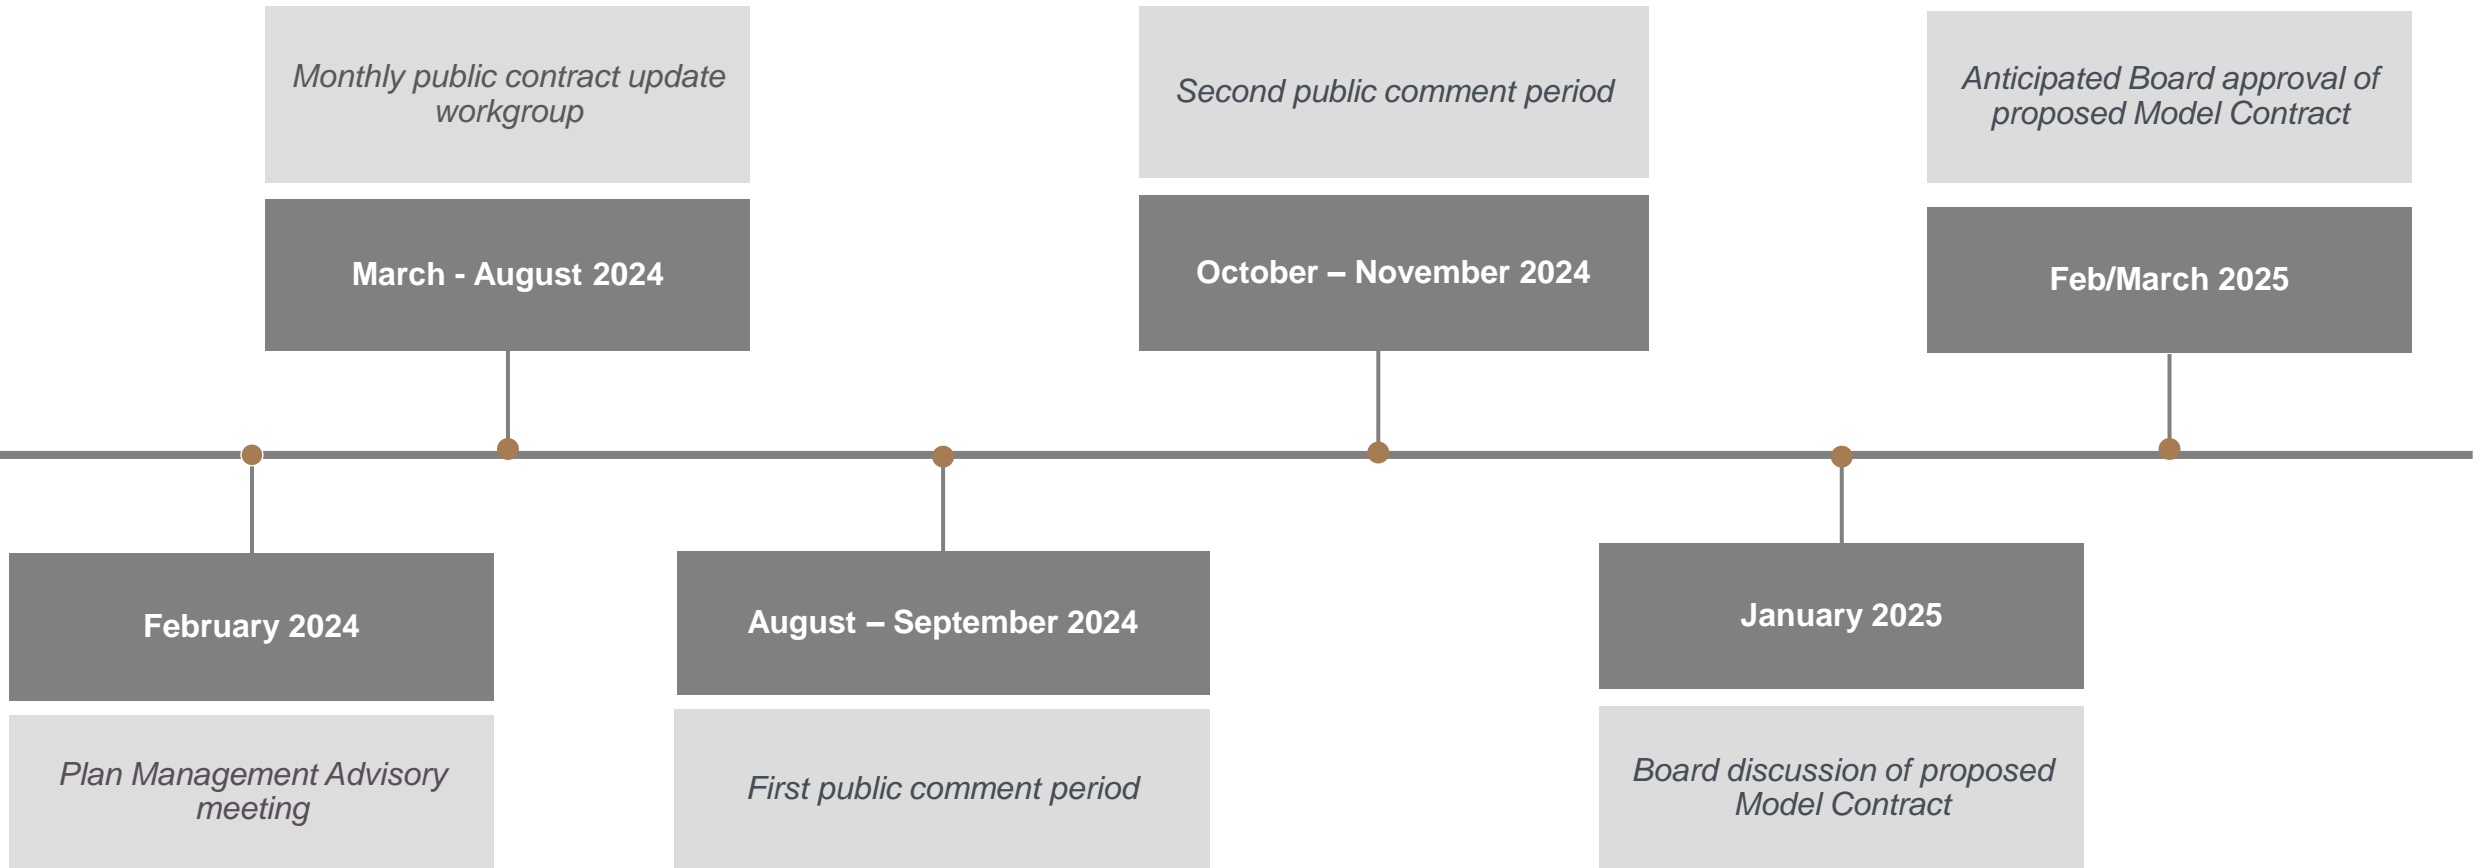 Monthly public contract update
workgroup
March - August 2024
Second public comment period
October – November 2024
Anticipated Board approval of
proposed Model Contract
Feb/March 2025
February 2024
Plan Management Advisory
meeting
August – September 2024
First public comment period
January 2025
Board discussion of proposed
Model Contract